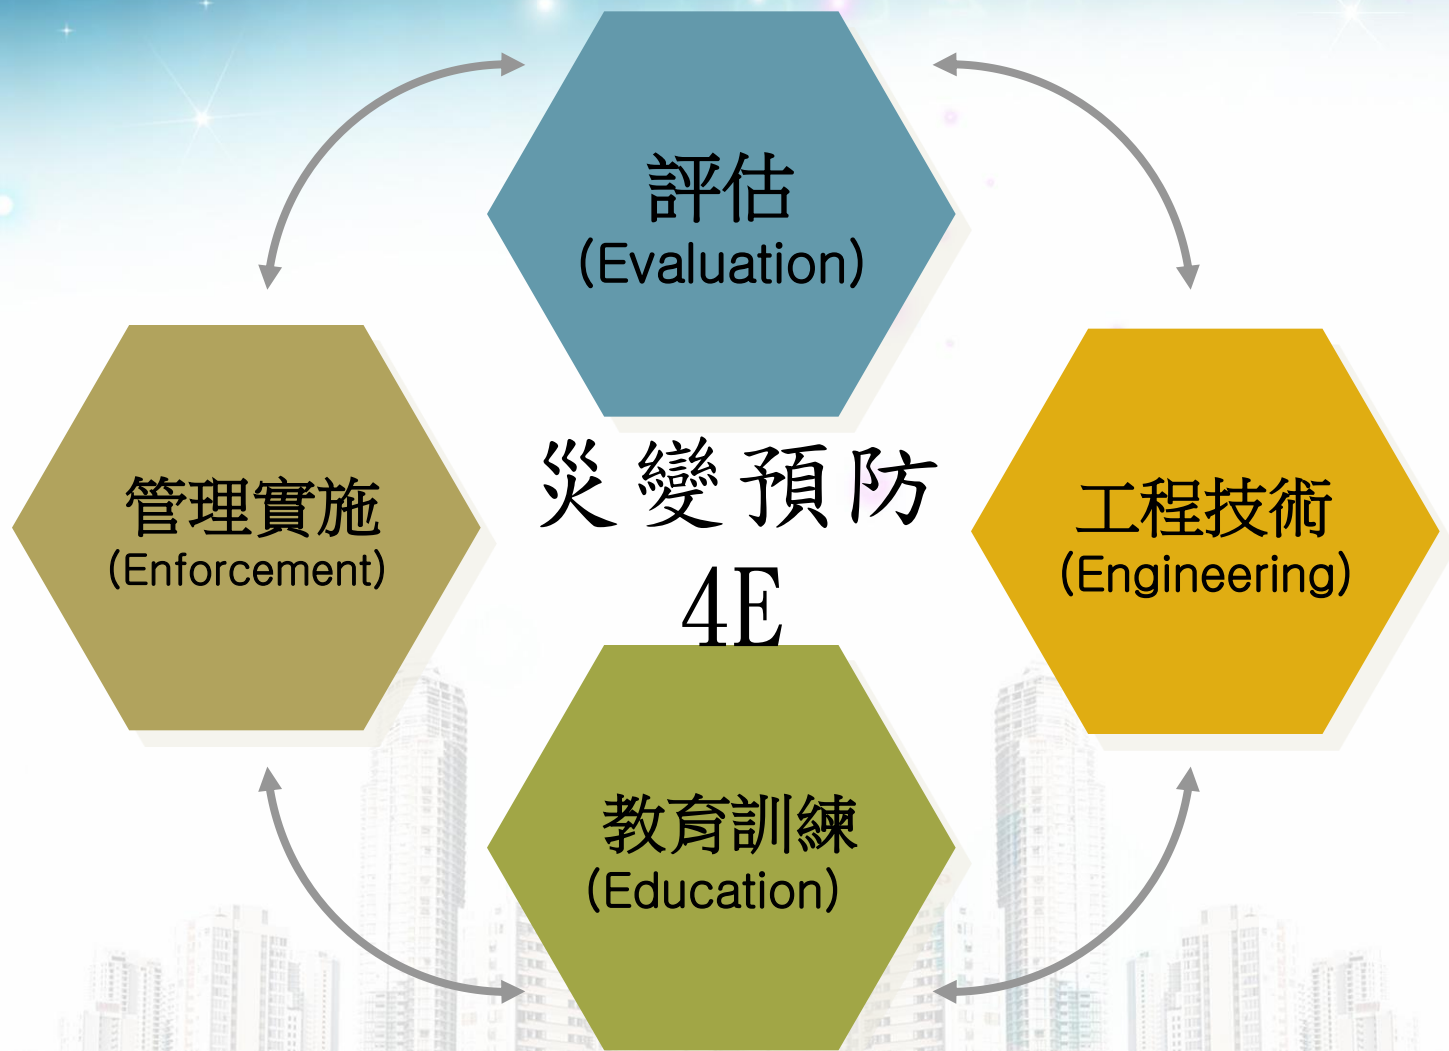 評估
(Evaluation)
管理實施
(Enforcement)
災變預防
4E
工程技術
(Engineering)
教育訓練
(Education)